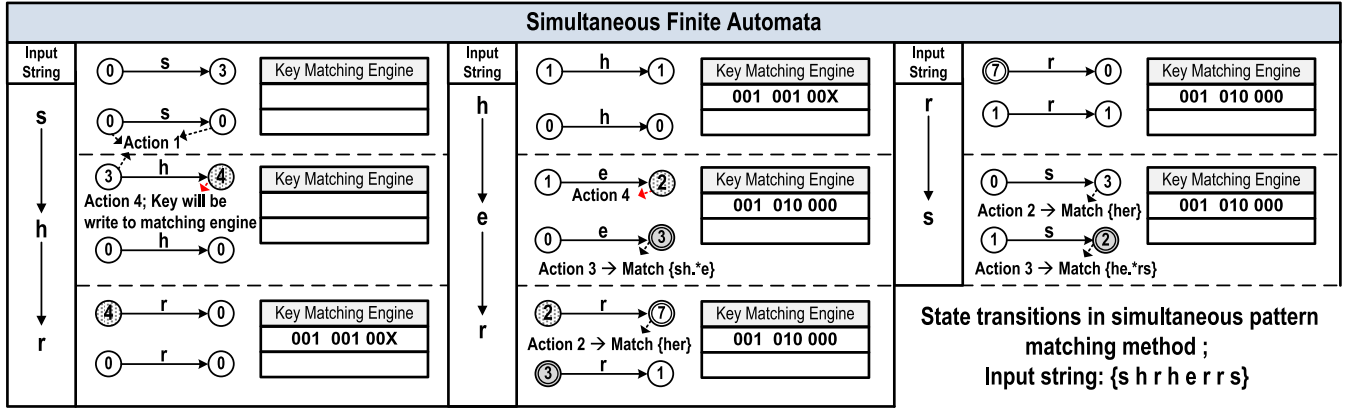 Simultaneous Finite Automata
Input
String
s
h
r
0 s 3
Key Matching Engine
0 s 0
Action 1
3 h 4
Key Matching Engine
Action 4; Key will be
write to matching engine
h
0 0
4 r 0
Key Matching Engine
001 001 00X
0 r 0
Input
String
h
e
r
1 h 1
Key Matching Engine
001 001 00X
0 h 0
1 e 2
Action 4
Key Matching Engine
001 010 000
0 e 3
Action 3 → Match {sh.*e}
2 r 7
Key Matching Engine
001 010 000
Action 2 → Match {her}
3 r 1
Input
String
r
s
7 r 0
Key Matching Engine
001 010 000
1 r 1
0 s 3
Key Matching Engine
001 010 000
Action 2 → Match {her}
1 s 2
Action 3 → Match {he.*rs}
State transitions in simultaneous pattern
matching method ;
Input string: {s h r h e r r s}